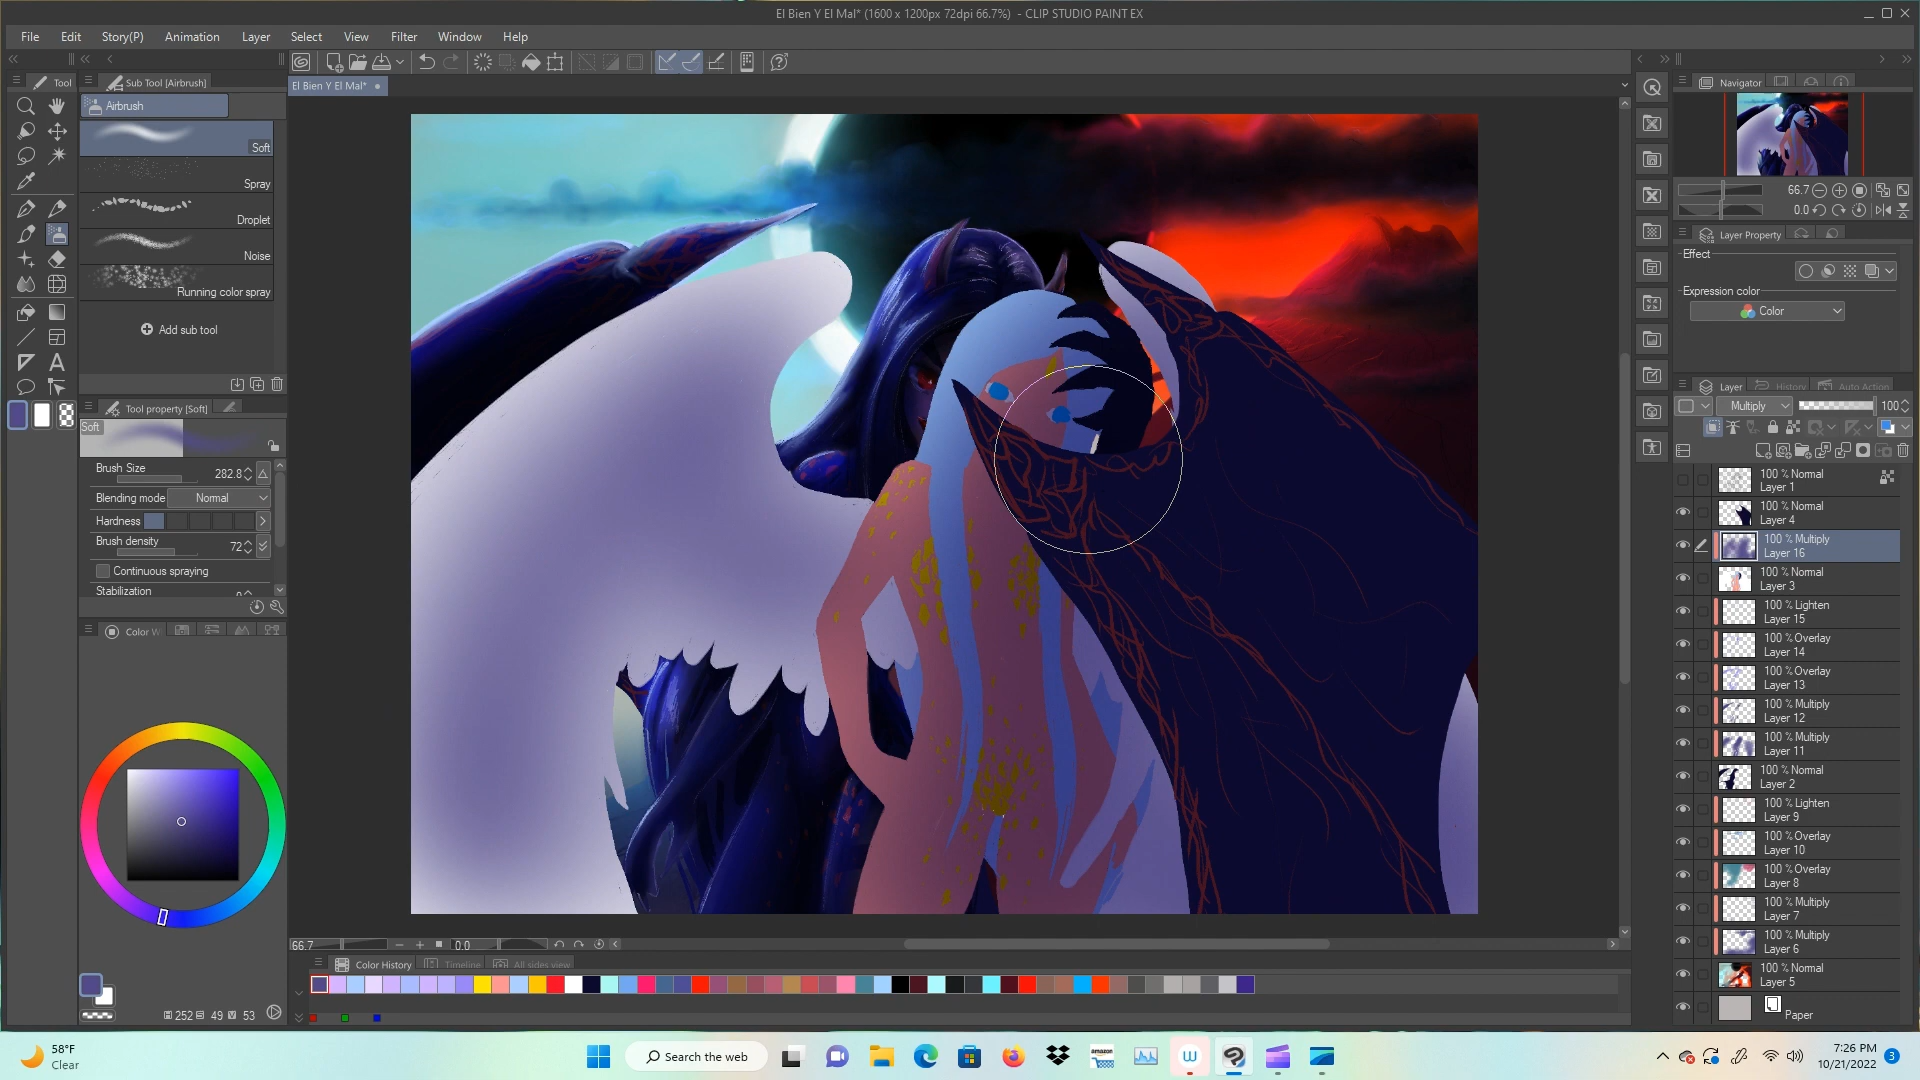 El Bien Y El Mal* (1600 x 1200px 72dpi 66.7%) - CLIP STUDIO PAINT EX
File Edit Story(P) Animation Layer Select View Filter Window Help
Tool
Sub Tool [Airbrush]
Airbrush
Soft
Spray
Droplet
Noise
Running color spray
Add sub tool
Tool property [Soft]
Soft
Brush Size 282.8
Blending mode Normal
Hardness
Brush density 72
Continuous spraying
Stabilization
Color W
252 49 53
El Bien Y El Mal*
66.7 0.0
Color History Timeline All sides view
Navigator
66.7
0.0
Layer Property
Effect
Expression color
Color
Layer History Auto Action
Multiply 100
100 % Normal
Layer 1
100 % Normal
Layer 4
100 % Multiply
Layer 16
100 % Normal
Layer 3
100 % Lighten
Layer 15
100 % Overlay
Layer 14
100 % Overlay
Layer 13
100 % Multiply
Layer 12
100 % Multiply
Layer 11
100 % Normal
Layer 2
100 % Lighten
Layer 9
100 % Overlay
Layer 10
100 % Overlay
Layer 8
100 % Multiply
Layer 7
100 % Multiply
Layer 6
100 % Normal
Layer 5
Paper
58°F
Clear
Search the web
amazon
7:26 PM
10/21/2022
3